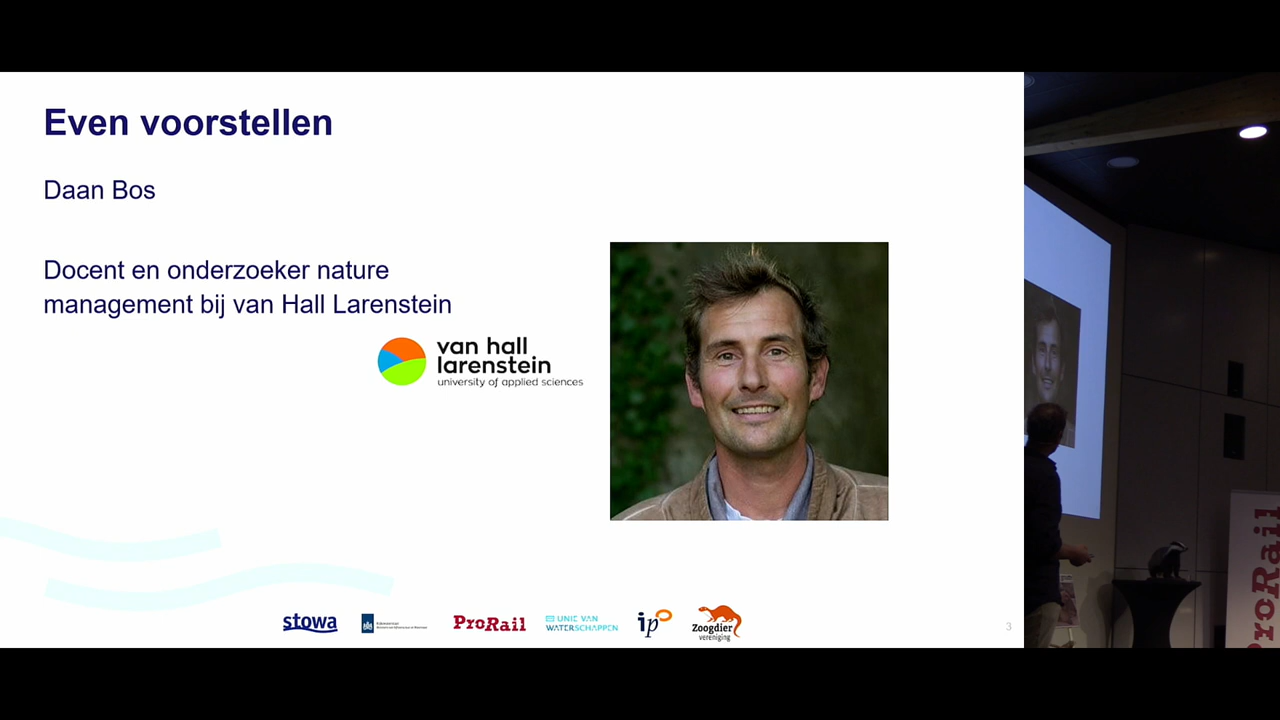 Even voorstellen
Daan Bos
Docent en onderzoeker nature
management bij van Hall Larenstein
van hall
larenstein
university of applied sciences
stowa
ProRail
UNIE VAN
WATERSCHAPPEN
ip
Zoogdier
vereniging
3
ProRail